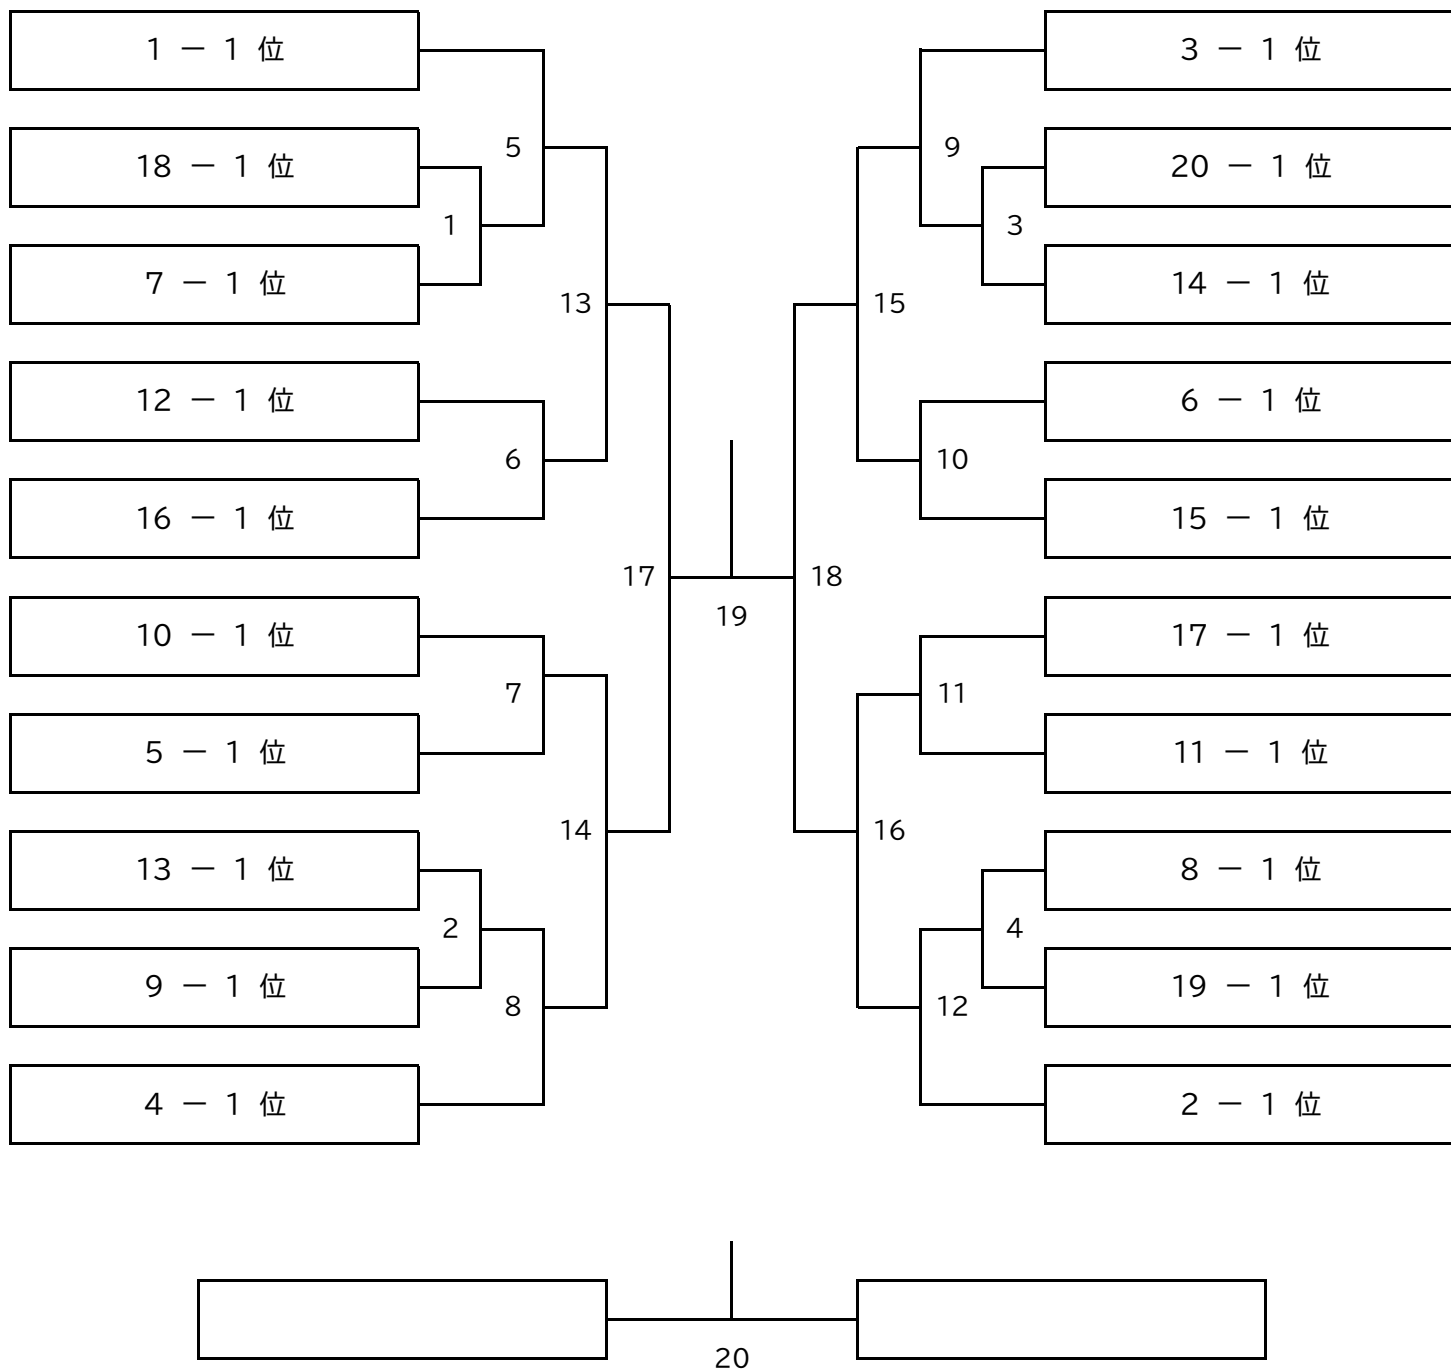 1 － 1 位
3 － 1 位
5
9
18 － 1 位
20 － 1 位
1
3
7 － 1 位
14 － 1 位
13
15
12 － 1 位
6 － 1 位
6
10
16 － 1 位
15 － 1 位
17
18
19
10 － 1 位
17 － 1 位
7
11
5 － 1 位
11 － 1 位
14
16
13 － 1 位
8 － 1 位
2
4
9 － 1 位
19 － 1 位
8
12
4 － 1 位
2 － 1 位
20